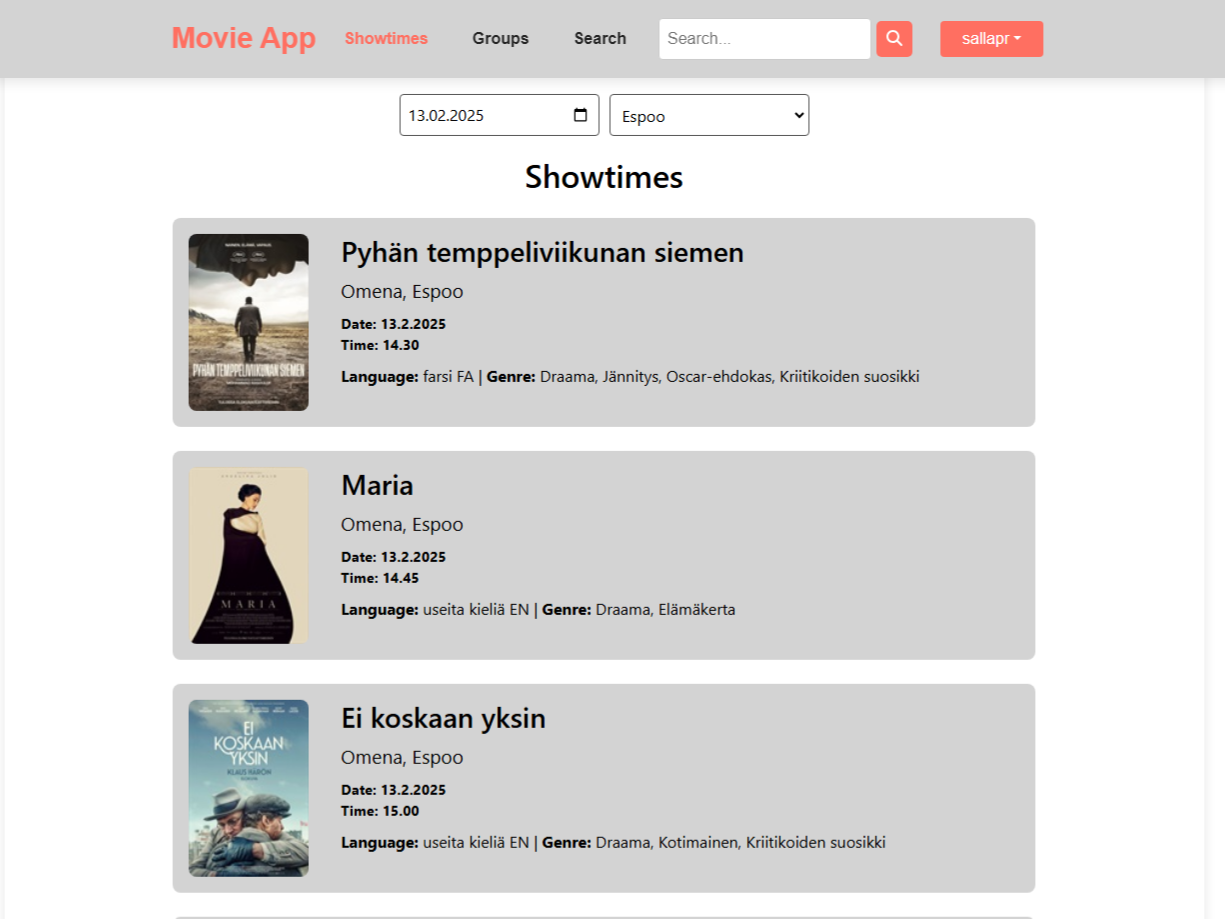 Movie App Showtimes Groups Search Search... sallapr
13.02.2025 Espoo
Showtimes
Pyhän temppeliviikunan siemen
Omena, Espoo
Date: 13.2.2025
Time: 14.30
Language: farsi FA | Genre: Draama, Jännitys, Oscar-ehdokas, Kriitikoiden suosikki
PYHÄN TEMPPELIVIIKUNAN SIEMEN
Maria
Omena, Espoo
Date: 13.2.2025
Time: 14.45
Language: useita kieliä EN | Genre: Draama, Elämäkerta
ANGELINA JOLIE
MARIA
Ei koskaan yksin
Omena, Espoo
Date: 13.2.2025
Time: 15.00
Language: useita kieliä EN | Genre: Draama, Kotimainen, Kriitikoiden suosikki
EI
KOSKAAN
YKSIN
KLAUS HÄRÖN